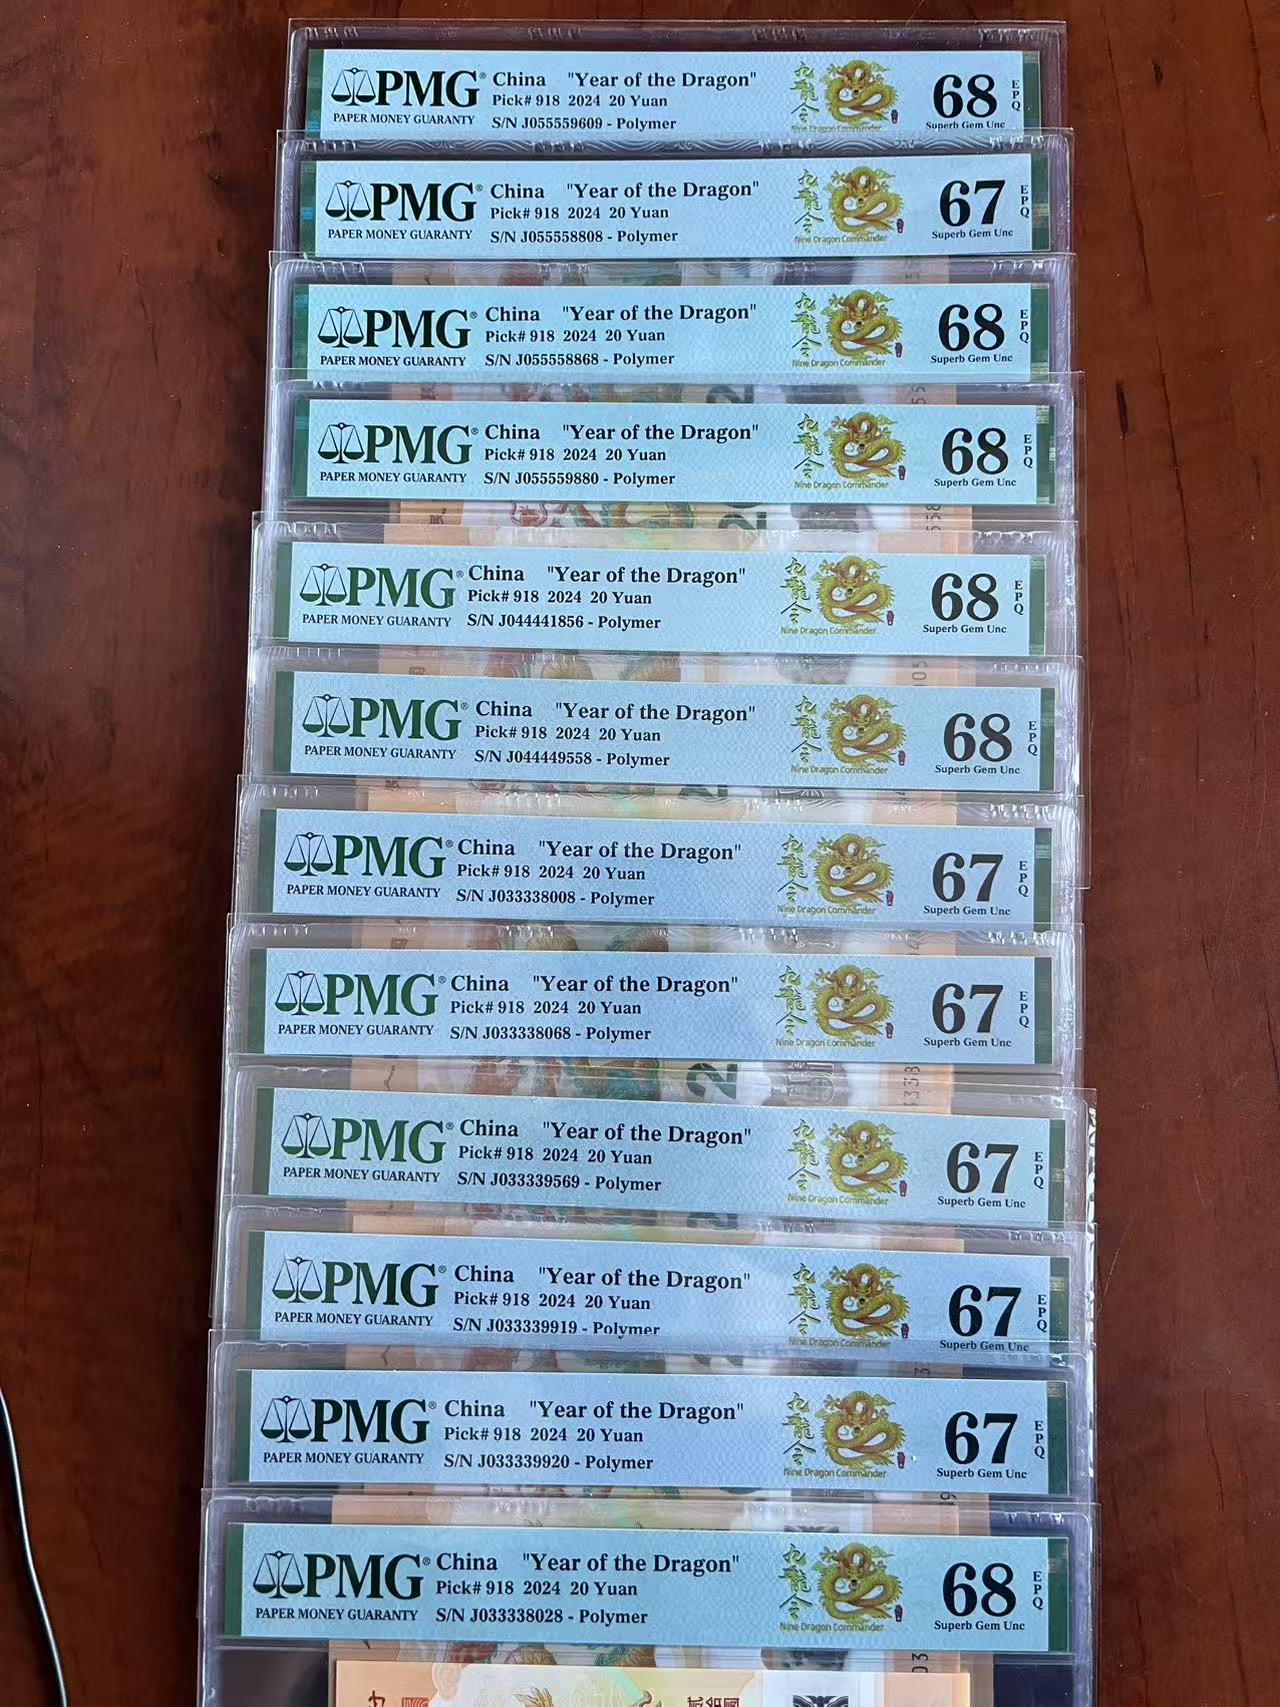 PMG® China "Year of the Dragon" 九龍令 68 EPQ
Pick# 918 2024 20 Yuan
PAPER MONEY GUARANTY S/N J055559609 - Polymer Nine Dragon Commander Superb Gem Unc
PMG® China "Year of the Dragon" 九龍令 67 EPQ
Pick# 918 2024 20 Yuan
PAPER MONEY GUARANTY S/N J055558808 - Polymer Nine Dragon Commander Superb Gem Unc
PMG® China "Year of the Dragon" 九龍令 68 EPQ
Pick# 918 2024 20 Yuan
PAPER MONEY GUARANTY S/N J055558868 - Polymer Nine Dragon Commander Superb Gem Unc
PMG® China "Year of the Dragon" 九龍令 68 EPQ
Pick# 918 2024 20 Yuan
PAPER MONEY GUARANTY S/N J055559880 - Polymer Nine Dragon Commander Superb Gem Unc
PMG® China "Year of the Dragon" 九龍令 68 EPQ
Pick# 918 2024 20 Yuan
PAPER MONEY GUARANTY S/N J044441856 - Polymer Nine Dragon Commander Superb Gem Unc
PMG® China "Year of the Dragon" 九龍令 68 EPQ
Pick# 918 2024 20 Yuan
PAPER MONEY GUARANTY S/N J044449558 - Polymer Nine Dragon Commander Superb Gem Unc
PMG® China "Year of the Dragon" 九龍令 67 EPQ
Pick# 918 2024 20 Yuan
PAPER MONEY GUARANTY S/N J033338008 - Polymer Nine Dragon Commander Superb Gem Unc
PMG® China "Year of the Dragon" 九龍令 67 EPQ
Pick# 918 2024 20 Yuan
PAPER MONEY GUARANTY S/N J033338068 - Polymer Nine Dragon Commander Superb Gem Unc
PMG® China "Year of the Dragon" 九龍令 67 EPQ
Pick# 918 2024 20 Yuan
PAPER MONEY GUARANTY S/N J033339569 - Polymer Nine Dragon Commander Superb Gem Unc
PMG® China "Year of the Dragon" 九龍令 67 EPQ
Pick# 918 2024 20 Yuan
PAPER MONEY GUARANTY S/N J033339919 - Polymer Nine Dragon Commander Superb Gem Unc
PMG® China "Year of the Dragon" 九龍令 67 EPQ
Pick# 918 2024 20 Yuan
PAPER MONEY GUARANTY S/N J033339920 - Polymer Nine Dragon Commander Superb Gem Unc
PMG® China "Year of the Dragon" 九龍令 68 EPQ
Pick# 918 2024 20 Yuan
PAPER MONEY GUARANTY S/N J033338028 - Polymer Nine Dragon Commander Superb Gem Unc